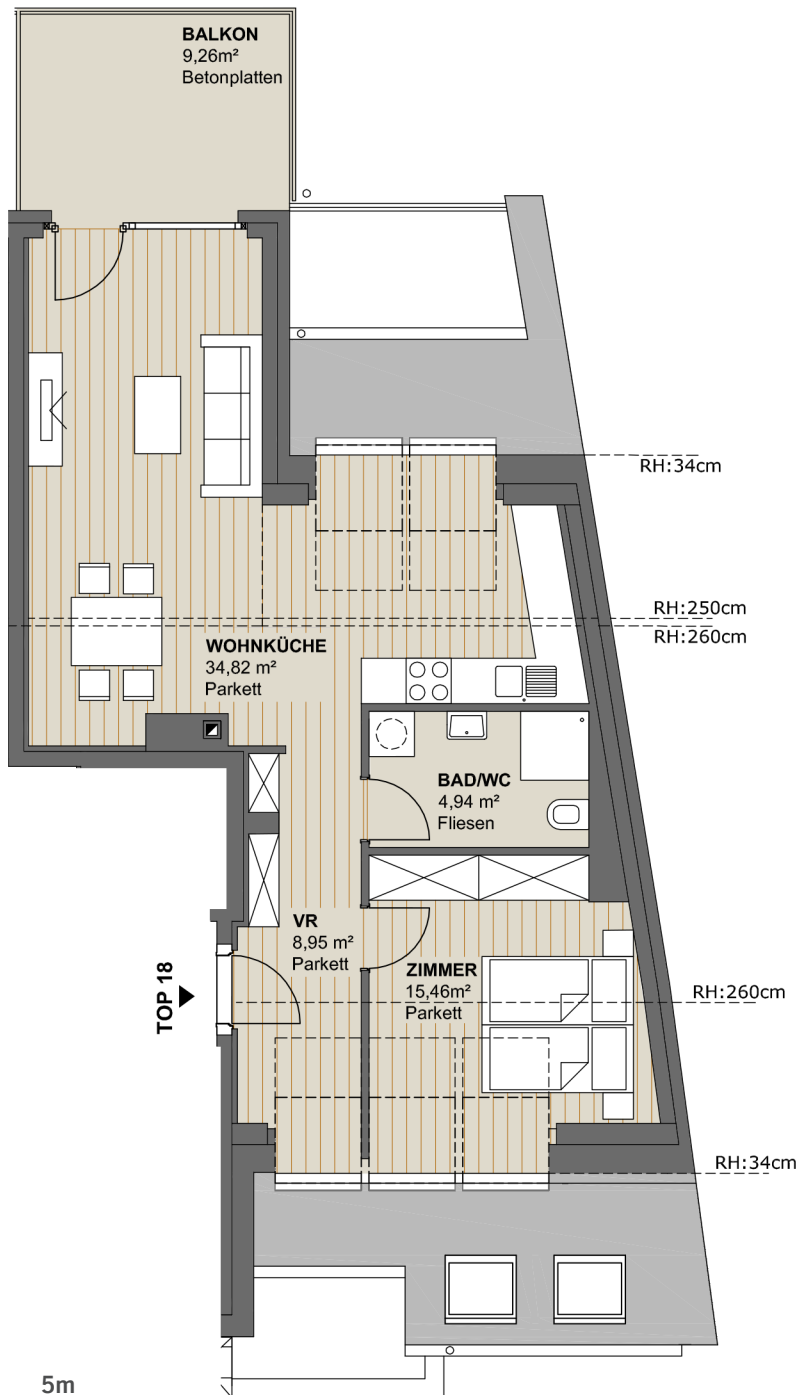 BALKON
9,26m²
Betonplatten
RH:34cm
RH:250cm
RH:260cm
WOHNKÜCHE
34,82 m²
Parkett
BAD/WC
4,94 m²
Fliesen
VR
8,95 m²
Parkett
TOP 18
ZIMMER
15,46m²
Parkett
RH:260cm
RH:34cm
5m